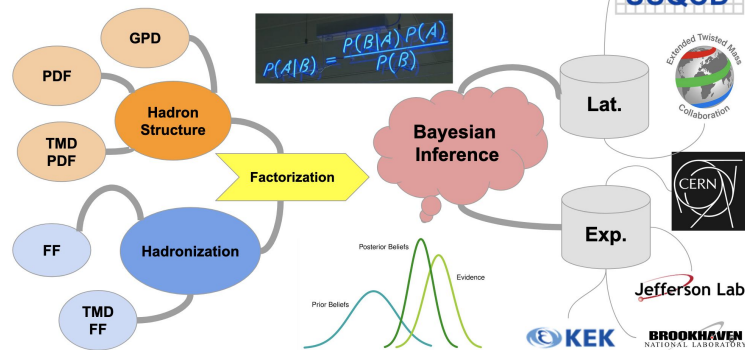 GPD
PDF
Hadron
Structure
TMD
PDF
FF
Hadronization
TMD
FF
Factorization
P(A|B) = P(B|A) P(A)
P(B)
Bayesian
Inference
Posterior Beliefs
Evidence
Prior Beliefs
Lat.
Extended Twisted Mass
Collaboration
Exp.
CERN
Jefferson Lab
KEK
BROOKHAVEN
NATIONAL LABORATORY